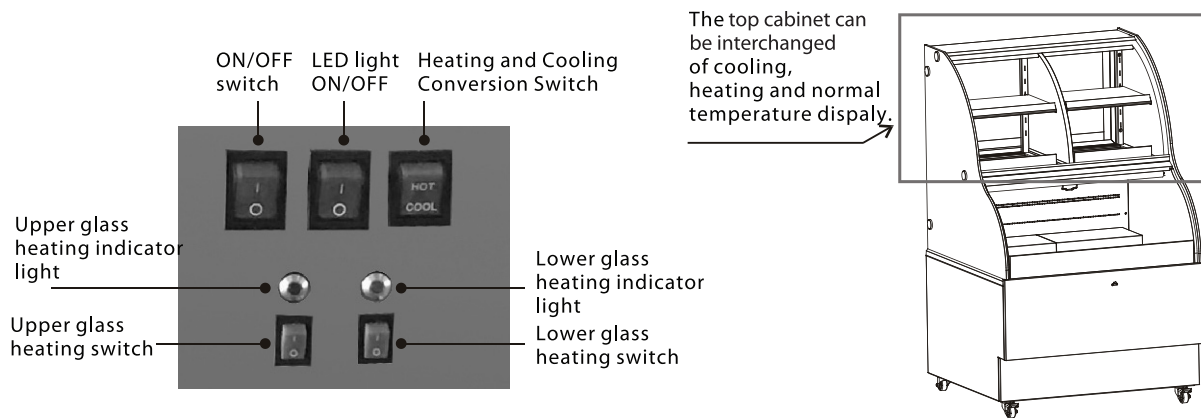 ON/OFF
switch
LED light
ON/OFF
Heating and Cooling
Conversion Switch
I
O
I
O
HOT
COOL
Upper glass
heating indicator
light
Lower glass
heating indicator
light
Upper glass
heating switch
I
O
I
O
Lower glass
heating switch
The top cabinet can
be interchanged
of cooling,
heating and normal
temperature dispaly.